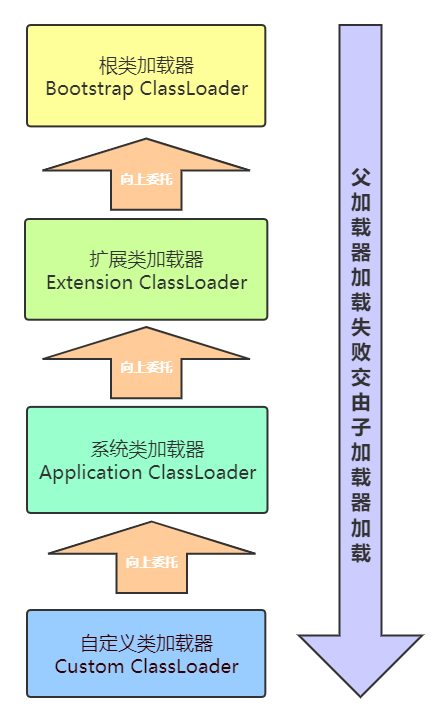 根类加载器
Bootstrap ClassLoader
向上委托
扩展类加载器
Extension ClassLoader
向上委托
系统类加载器
Application ClassLoader
向上委托
自定义类加载器
Custom ClassLoader
父加载器加载失败交由子加载器加载